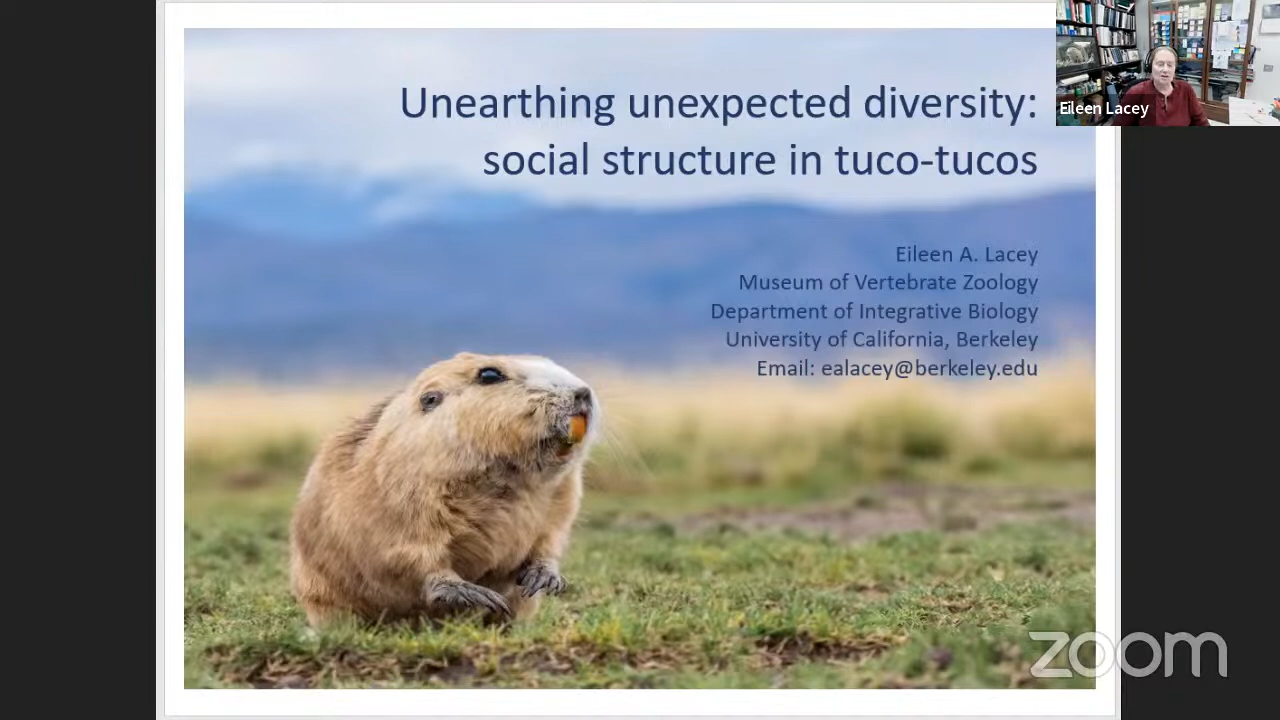 Unearthing unexpected diversity:
social structure in tuco-tucos
Eileen A. Lacey
Museum of Vertebrate Zoology
Department of Integrative Biology
University of California, Berkeley
Email: ealacey@berkeley.edu
Eileen Lacey
zoom